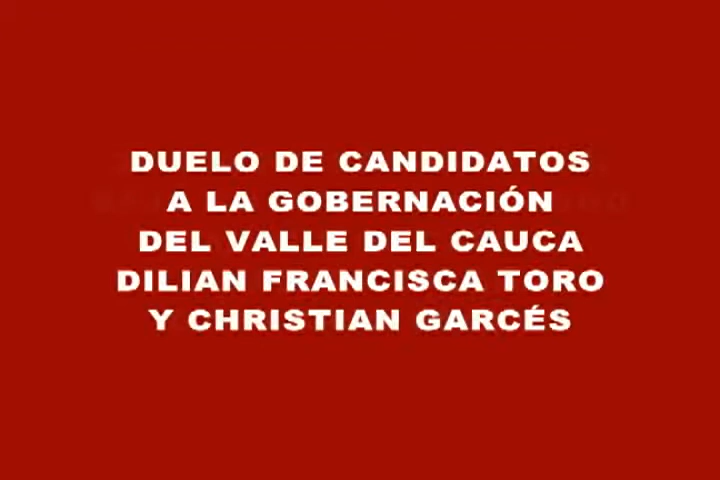 DUELO DE CANDIDATOS
A LA GOBERNACIÓN
DEL VALLE DEL CAUCA
DILIAN FRANCISCA TORO
Y CHRISTIAN GARCÉS